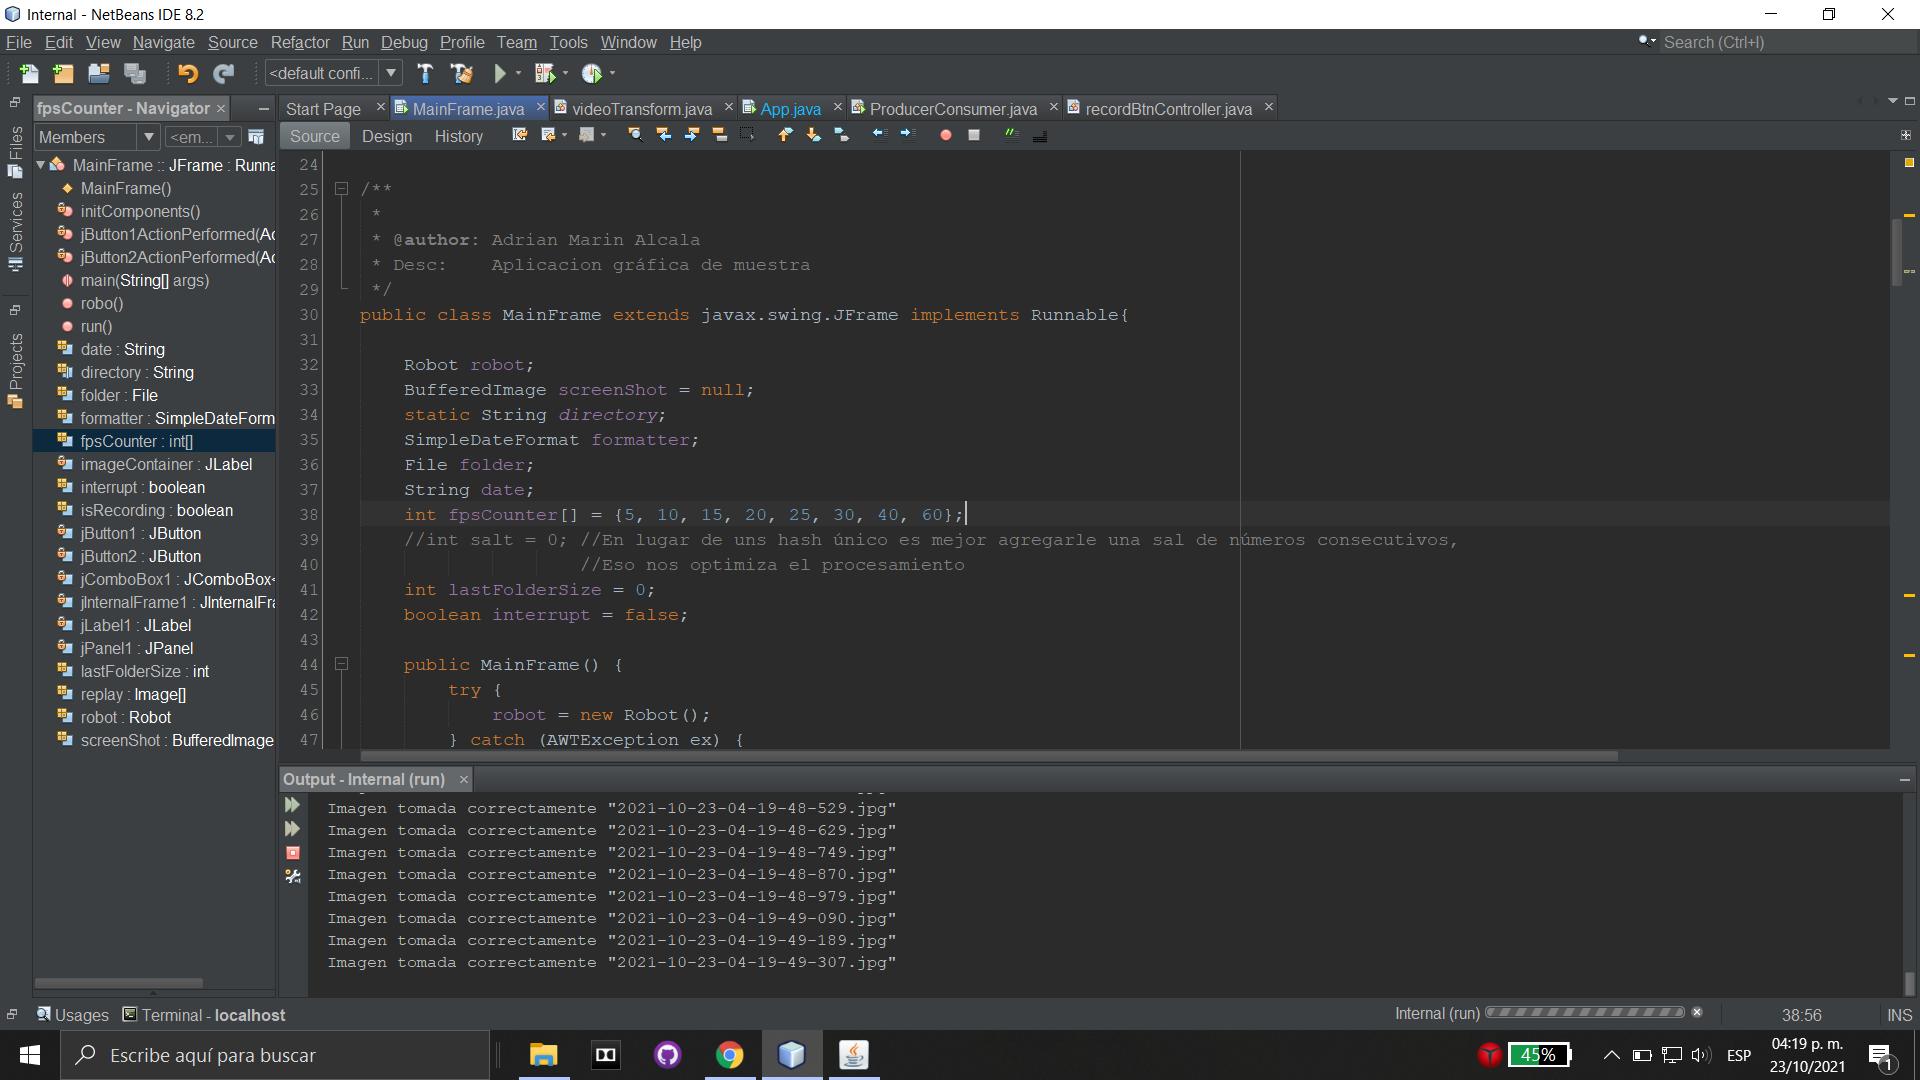 Internal - NetBeans IDE 8.2
File Edit View Navigate Source Refactor Run Debug Profile Team Tools Window Help
Search (Ctrl+I)
<default confi...
fpsCounter - Navigator
Start Page
MainFrame.java
videoTransform.java
App.java
ProducerConsumer.java
recordBtnController.java
Members
<em...
Source Design History
Files
Services
Projects
MainFrame :: JFrame : Runna
MainFrame()
initComponents()
jButton1ActionPerformed(Ac
jButton2ActionPerformed(Ac
main(String[] args)
robo()
run()
date : String
directory : String
folder : File
formatter : SimpleDateForm
fpsCounter : int[]
imageContainer : JLabel
interrupt : boolean
isRecording : boolean
jButton1 : JButton
jButton2 : JButton
jComboBox1 : JComboBox<
jInternalFrame1 : JInternalFra
jLabel1 : JLabel
jPanel1 : JPanel
lastFolderSize : int
replay : Image[]
robot : Robot
screenShot : BufferedImage
24
25 /**
26 *
27 * @author: Adrian Marin Alcala
28 * Desc: Aplicacion gráfica de muestra
29 */
30 public class MainFrame extends javax.swing.JFrame implements Runnable{
31
32 Robot robot;
33 BufferedImage screenShot = null;
34 static String directory;
35 SimpleDateFormat formatter;
36 File folder;
37 String date;
38 int fpsCounter[] = {5, 10, 15, 20, 25, 30, 40, 60};
39 //int salt = 0; //En lugar de uns hash único es mejor agregarle una sal de números consecutivos,
40 //Eso nos optimiza el procesamiento
41 int lastFolderSize = 0;
42 boolean interrupt = false;
43
44 public MainFrame() {
45 try {
46 robot = new Robot();
47 } catch (AWTException ex) {
Output - Internal (run)
Imagen tomada correctamente "2021-10-23-04-19-48-529.jpg"
Imagen tomada correctamente "2021-10-23-04-19-48-629.jpg"
Imagen tomada correctamente "2021-10-23-04-19-48-749.jpg"
Imagen tomada correctamente "2021-10-23-04-19-48-870.jpg"
Imagen tomada correctamente "2021-10-23-04-19-48-979.jpg"
Imagen tomada correctamente "2021-10-23-04-19-49-090.jpg"
Imagen tomada correctamente "2021-10-23-04-19-49-189.jpg"
Imagen tomada correctamente "2021-10-23-04-19-49-307.jpg"
Usages
Terminal - localhost
Internal (run)
38:56
INS
Escribe aquí para buscar
45%
ESP
04:19 p. m.
23/10/2021
1